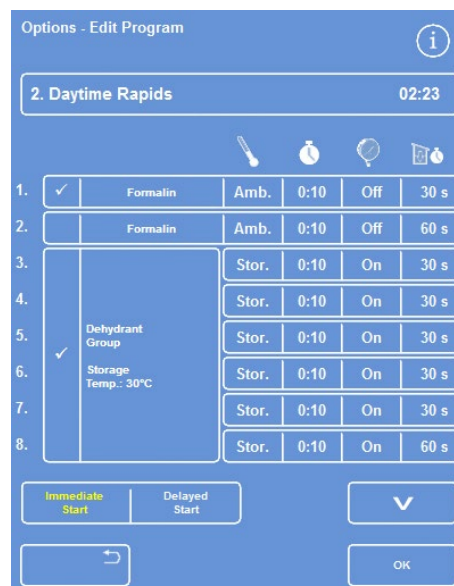 Options - Edit Program
i
2. Daytime Rapids 02:23
1. ✓ Formalin Amb. 0:10 Off 30 s
2. Formalin Amb. 0:10 Off 60 s
3. Stor. 0:10 On 30 s
4. Stor. 0:10 On 30 s
5. ✓ Dehydrant Group Stor. 0:10 On 30 s
6. Storage Temp.: 30°C Stor. 0:10 On 30 s
7. Stor. 0:10 On 30 s
8. Stor. 0:10 On 60 s
Immediate Start Delayed Start
OK